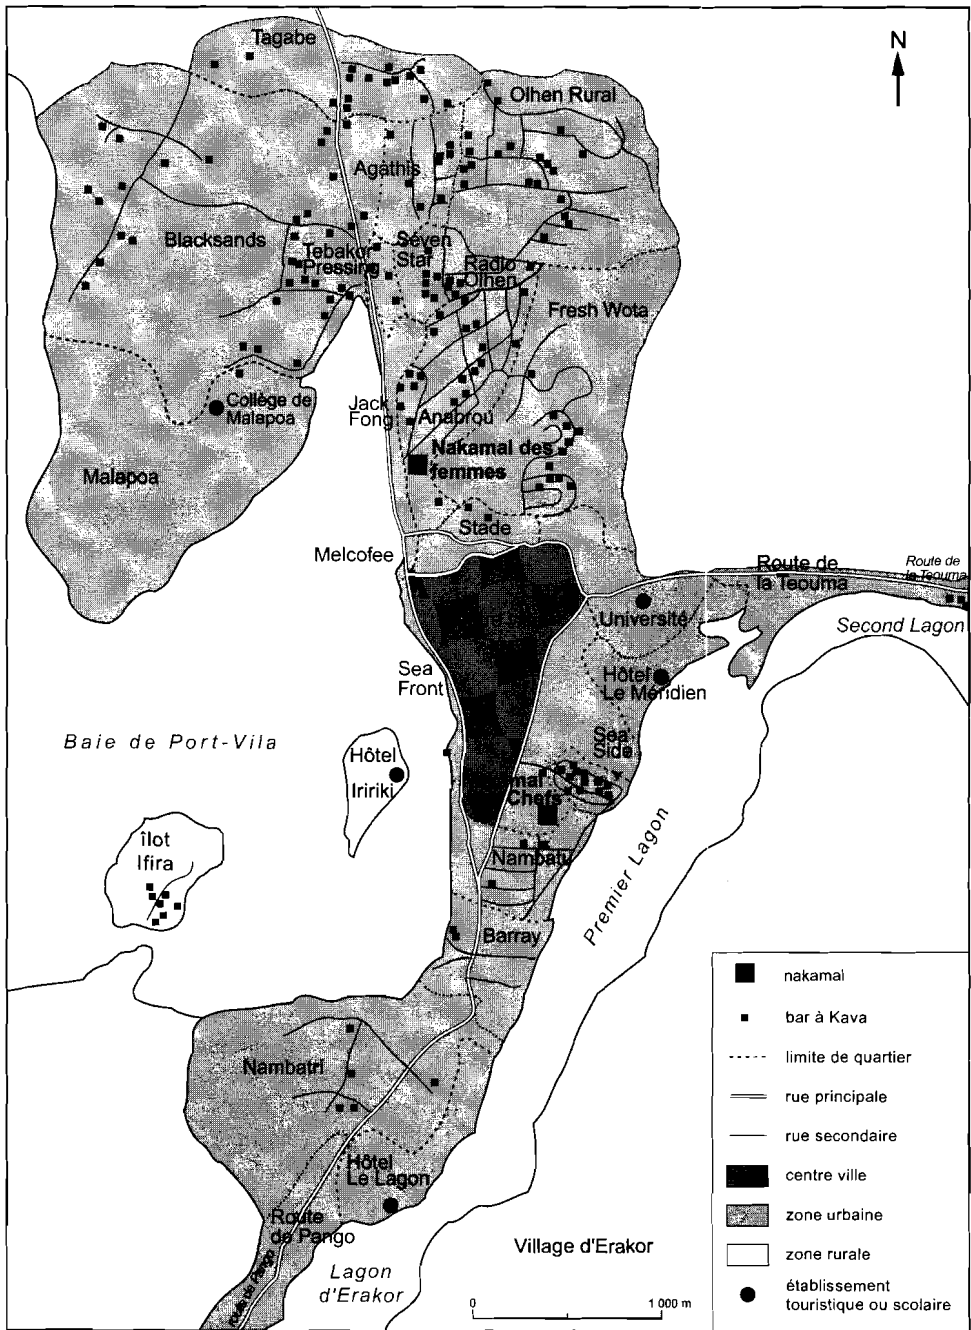 N
Tagabe
Olhen Rural
Agathis
Blacksands
Tebakor
Pressing
Séven
Star
Radio
Olhen
Fresh Wota
Jack
Fong
Anabrou
Collège de
Malapoa
Malapoa
Nakamal des
femmes
Stade
Melcofee
Route de
la Teouma
Route de
la Teouma
Université
Second Lagon
Hôtel
Le Méridien
Sea
Front
Sea
Side
Baie de Port-Vila
Hôtel
Iririki
Chefs
îlot
Ifira
Nambatu
Premier Lagon
Barray
Nambatri
Hôtel
Le Lagon
Route
de Pango
route de Pango
Village d'Erakor
Lagon
d'Erakor
0 1 000 m
nakamal
bar à Kava
limite de quartier
rue principale
rue secondaire
centre ville
zone urbaine
zone rurale
établissement
touristique ou scolaire